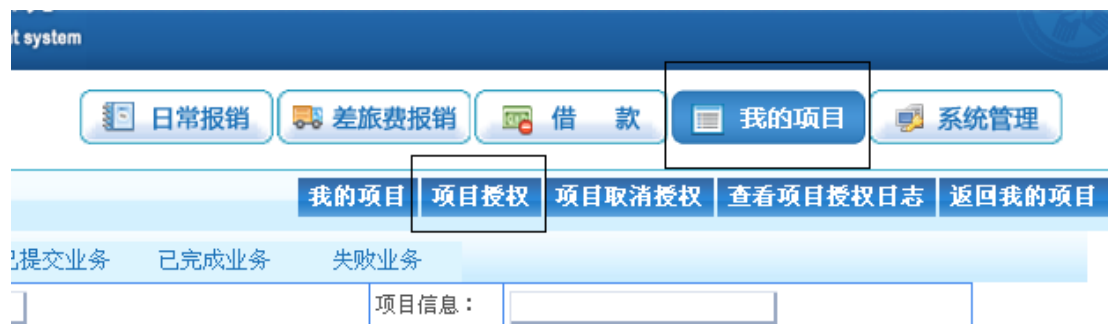 t system
日常报销 差旅费报销 借 款 我的项目 系统管理
我的项目 项目授权 项目取消授权 查看项目授权日志 返回我的项目
提交业务 已完成业务 失败业务
项目信息：